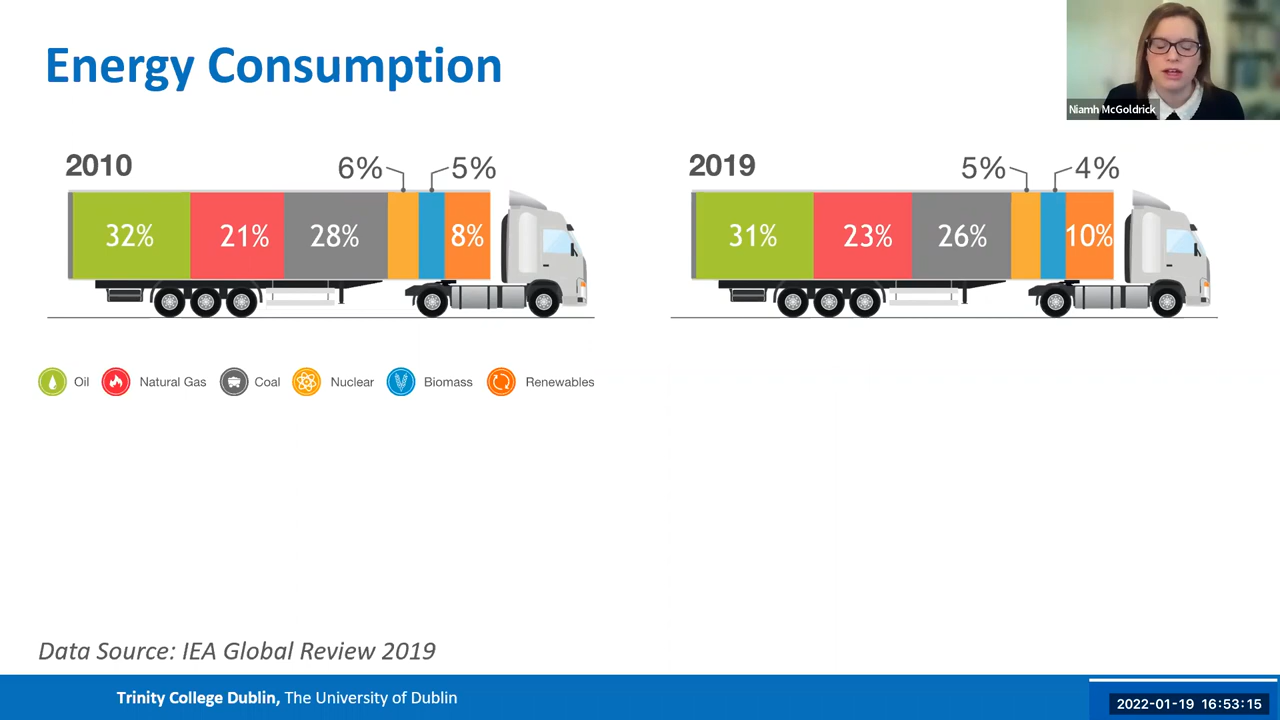 Energy Consumption
Niamh McGoldrick
2010
6%
5%
32%
21%
28%
8%
2019
5%
4%
31%
23%
26%
10%
Oil
Natural Gas
Coal
Nuclear
Biomass
Renewables
Data Source: IEA Global Review 2019
Trinity College Dublin, The University of Dublin
2022-01-19 16:53:15